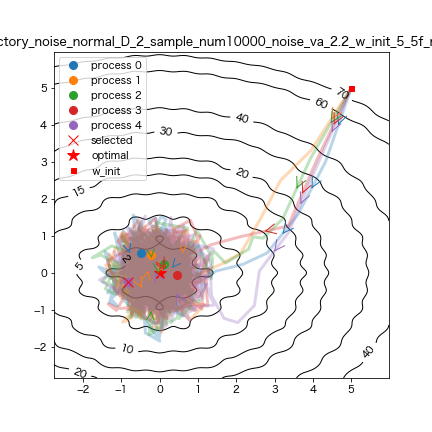 ctory_noise_normal_D_2_sample_num10000_noise_va_2.2_w_init_5_5f_
process 0
process 1
process 2
process 3
process 4
selected
optimal
w_init
70
60
40
30
20
15
5
2
10
20
40
5
4
3
2
1
0
−1
−2
−2 −1 0 1 2 3 4 5